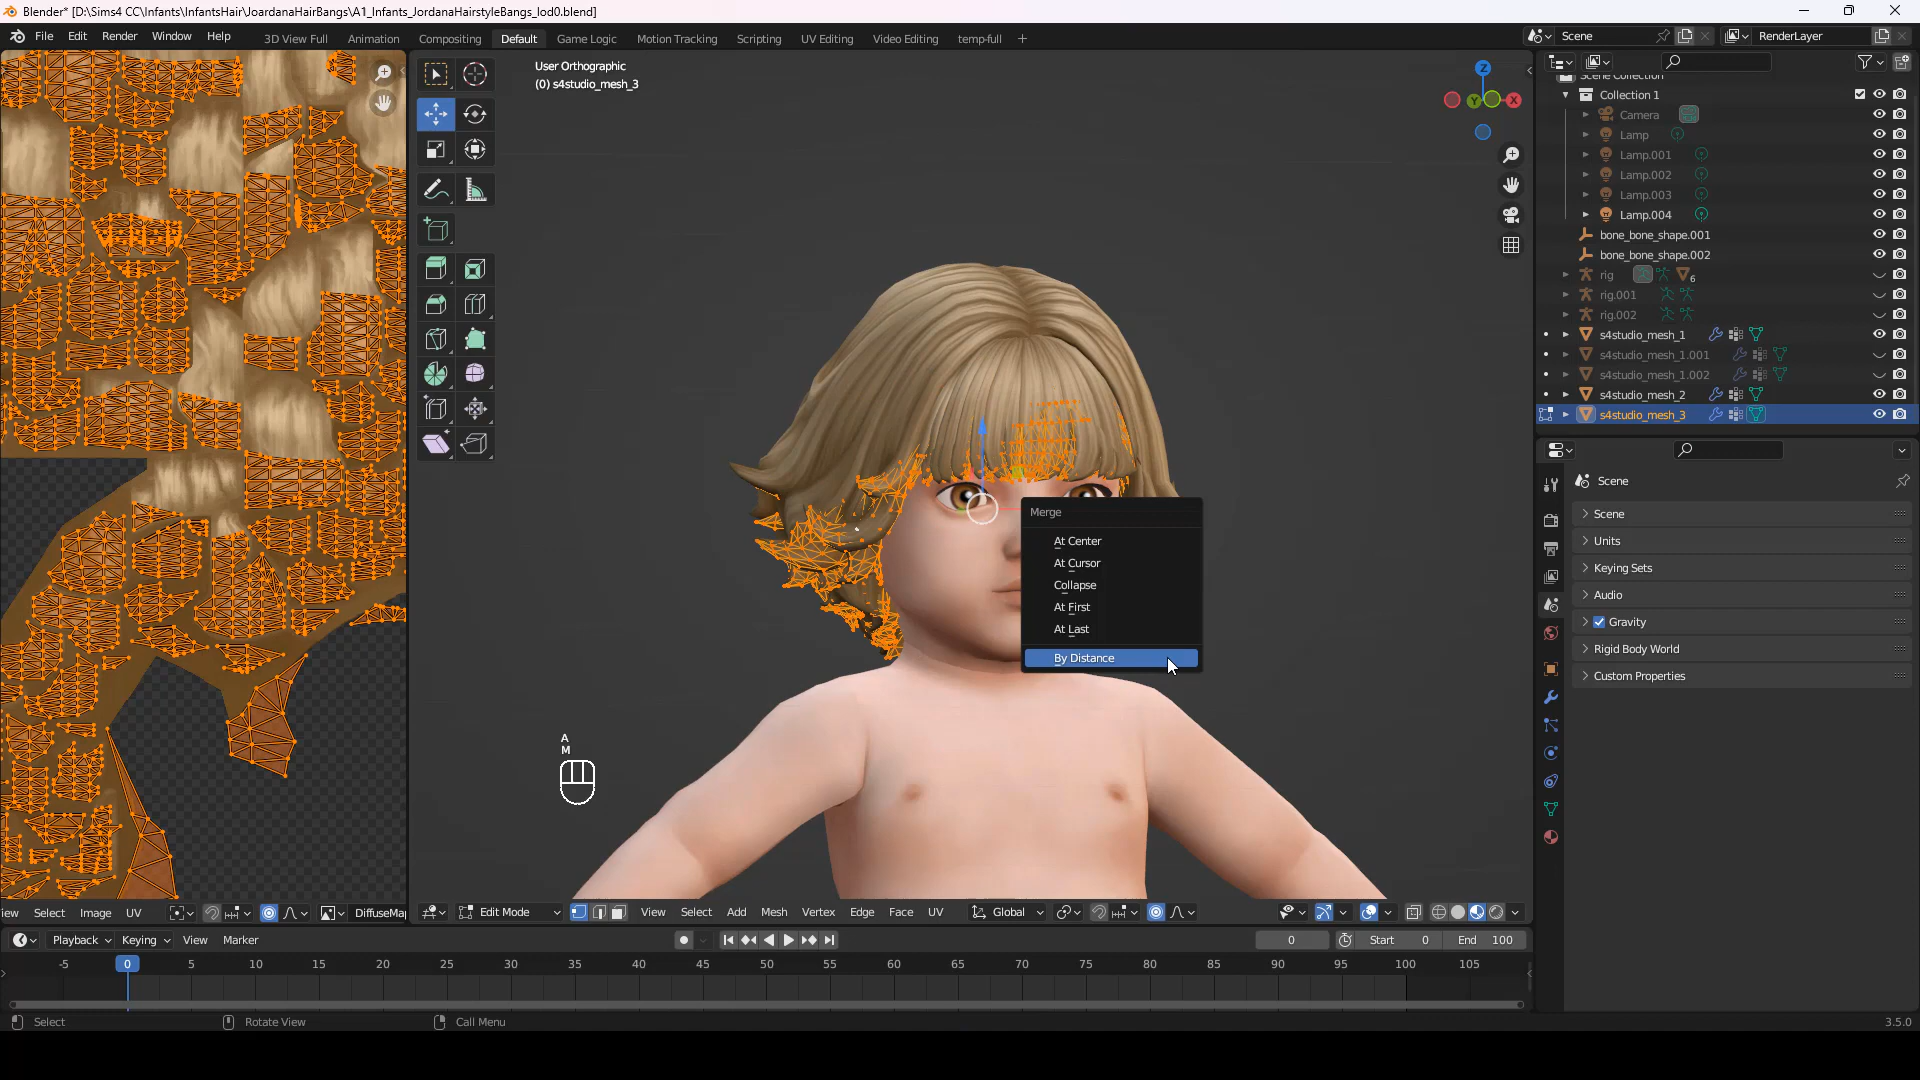 Blender* [D:\Sims4 CC\Infants\InfantsHair\JoardanaHairBangs\A1_Infants_JordanaHairstyleBangs_lod0.blend]
File Edit Render Window Help 3D View Full Animation Compositing Default Game Logic Motion Tracking Scripting UV Editing Video Editing temp-full + Scene RenderLayer
User Orthographic
(0) s4studio_mesh_3
Z
Y
X
Scene Collection
Collection 1
Camera
Lamp
Lamp.001
Lamp.002
Lamp.003
Lamp.004
bone_bone_shape.001
bone_bone_shape.002
rig 6
rig.001
rig.002
s4studio_mesh_1
s4studio_mesh_1.001
s4studio_mesh_1.002
s4studio_mesh_2
s4studio_mesh_3
Scene
Scene
Units
Keying Sets
Audio
Gravity
Rigid Body World
Custom Properties
Merge
At Center
At Cursor
Collapse
At First
At Last
By Distance
A
M
iew Select Image UV DiffuseMap
Edit Mode View Select Add Mesh Vertex Edge Face UV Global
Playback Keying View Marker 0 Start 0 End 100
-5 0 5 10 15 20 25 30 35 40 45 50 55 60 65 70 75 80 85 90 95 100 105
Select Rotate View Call Menu 3.5.0